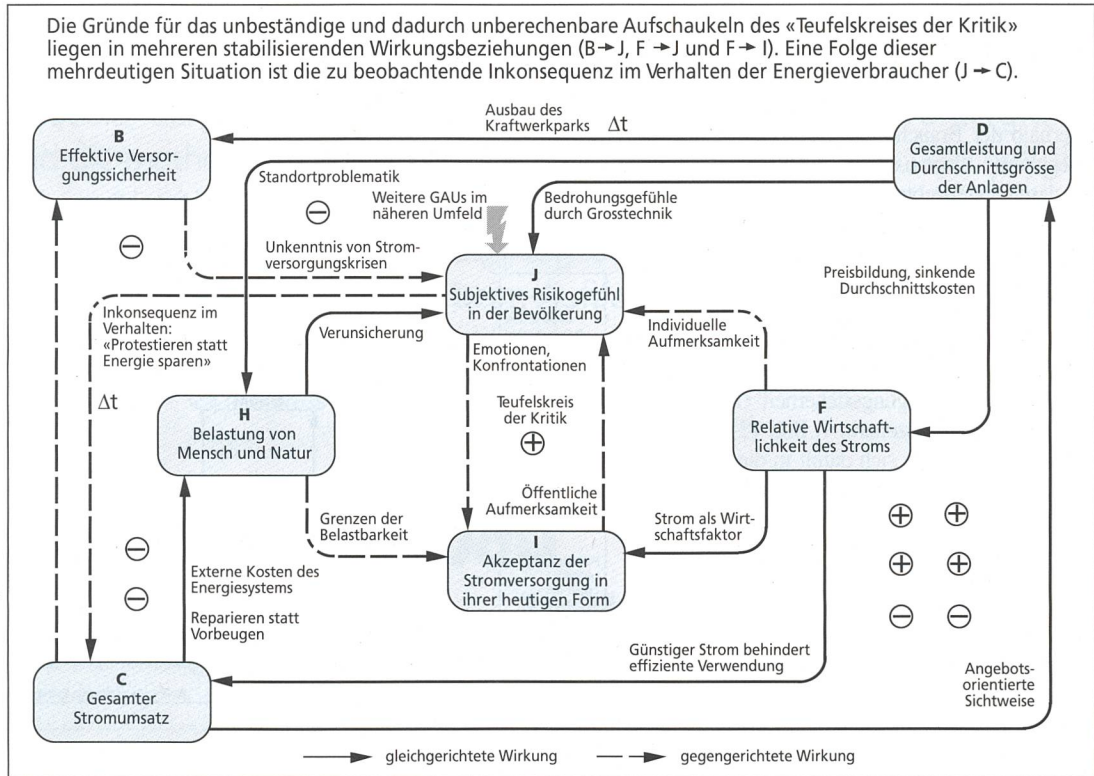 Die Gründe für das unbeständige und dadurch unberechenbare Aufschaukeln des «Teufelskreises der Kritik»
liegen in mehreren stabilisierenden Wirkungsbeziehungen (B→J, F →J und F→ I). Eine Folge dieser
mehrdeutigen Situation ist die zu beobachtende Inkonsequenz im Verhalten der Energieverbraucher (J → C).
Ausbau des
Kraftwerkparks Δt
B
Effektive Versor-
gungssicherheit
D
Gesamtleistung und
Durchschnittsgrösse
der Anlagen
Standortproblematik
⊖
Weitere GAUs im
näheren Umfeld
Bedrohungsgefühle
durch Grosstechnik
⊖
Unkenntnis von Strom-
versorgungskrisen
J
Subjektives Risikogefühl
in der Bevölkerung
Preisbildung, sinkende
Durchschnittskosten
Inkonsequenz im
Verhalten:
«Protestieren statt
Energie sparen»
Δt
Verunsicherung
Emotionen,
Konfrontationen
Individuelle
Aufmerksamkeit
H
Belastung von
Mensch und Natur
Teufelskreis
der Kritik
⊕
F
Relative Wirtschaft-
lichkeit des Stroms
Grenzen der
Belastbarkeit
Öffentliche
Aufmerksamkeit
Strom als Wirt-
schaftsfaktor
⊕ ⊕
⊕ ⊕
⊖ ⊖
I
Akzeptanz der
Stromversorgung in
ihrer heutigen Form
⊖
⊖
Externe Kosten des
Energiesystems
Reparieren statt
Vorbeugen
C
Gesamter
Stromumsatz
Günstiger Strom behindert
effiziente Verwendung
Angebots-
orientierte
Sichtweise
gleichgerichtete Wirkung
gegengerichtete Wirkung